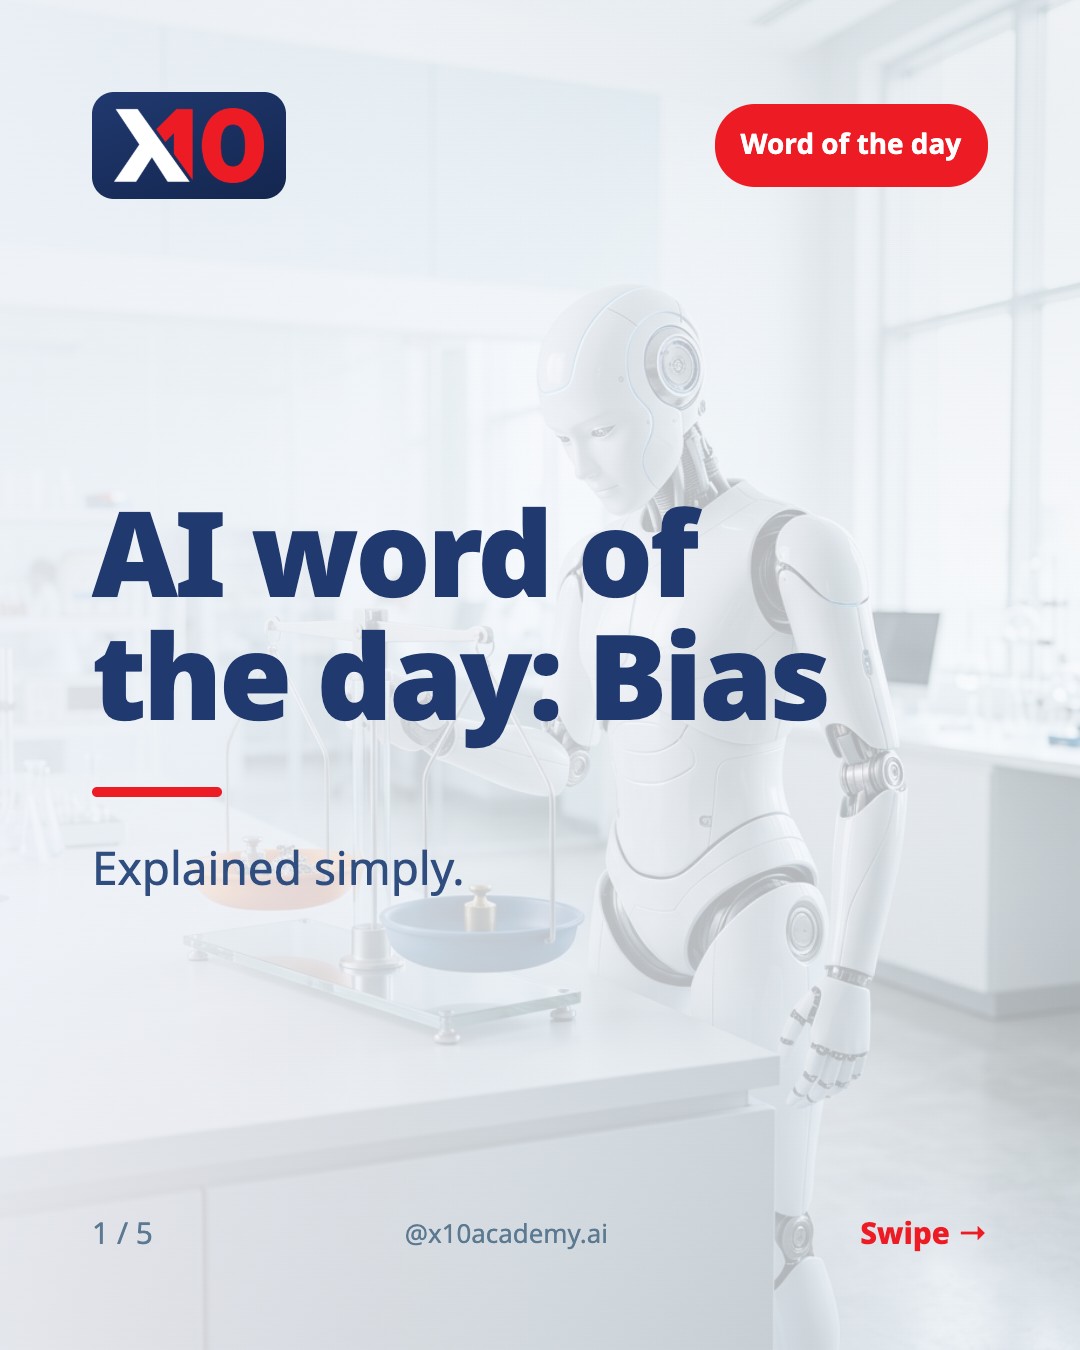 X10
Word of the day
AI word of
the day: Bias
Explained simply.
1 / 5
@x10academy.ai
Swipe →